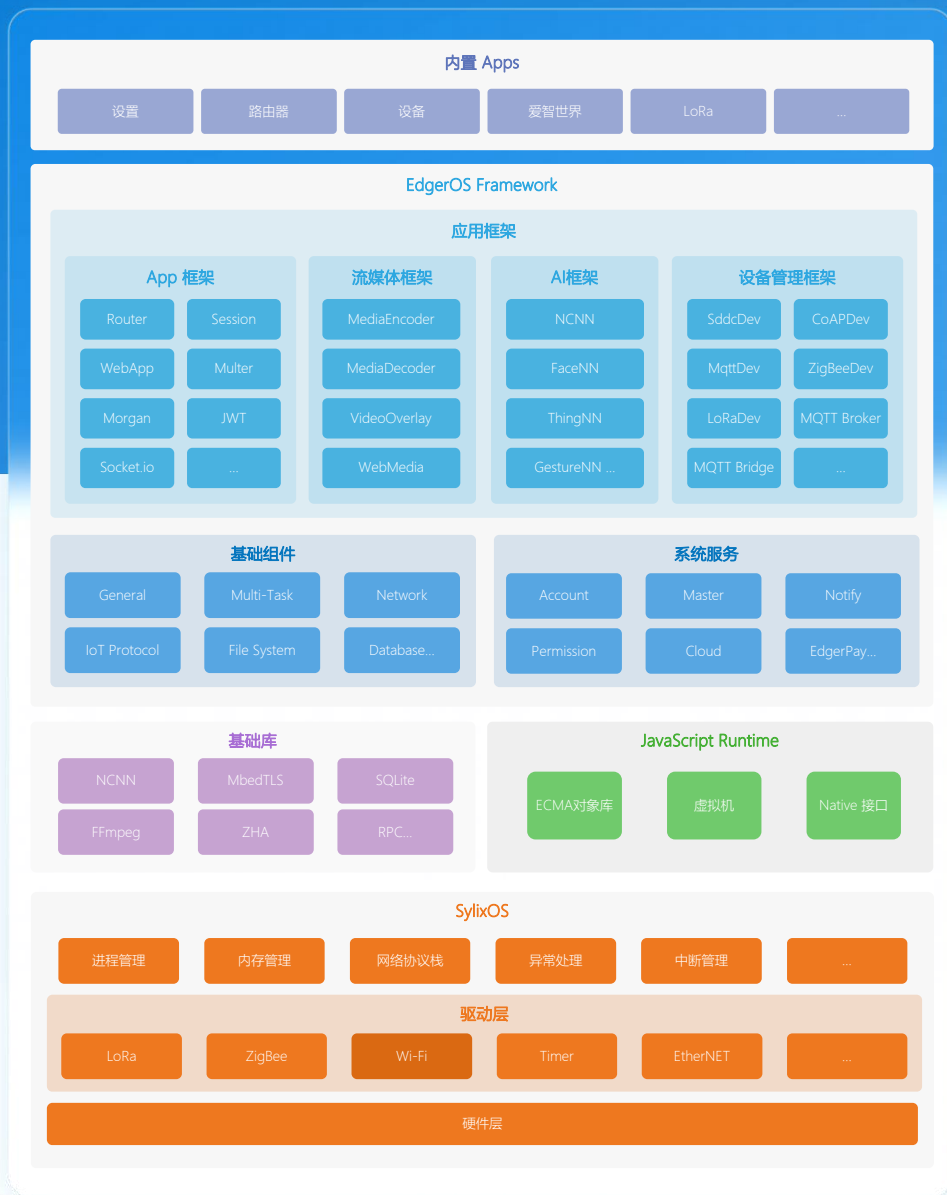 内置 Apps
设置 路由器 设备 爱智世界 LoRa ...
EdgerOS Framework
应用框架
App 框架 流媒体框架 AI框架 设备管理框架
Router Session MediaEncoder NCNN SddcDev CoAPDev
WebApp Multer MediaDecoder FaceNN MqttDev ZigBeeDev
Morgan JWT VideoOverlay ThingNN LoRaDev MQTT Broker
Socket.io ... WebMedia GestureNN ... MQTT Bridge ...
基础组件 系统服务
General Multi-Task Network Account Master Notify
IoT Protocol File System Database... Permission Cloud EdgerPay...
基础库 JavaScript Runtime
NCNN MbedTLS SQLite
ECMA对象库 虚拟机 Native 接口
FFmpeg ZHA RPC...
SylixOS
进程管理 内存管理 网络协议栈 异常处理 中断管理 ...
驱动层
LoRa ZigBee Wi-Fi Timer EtherNET ...
硬件层